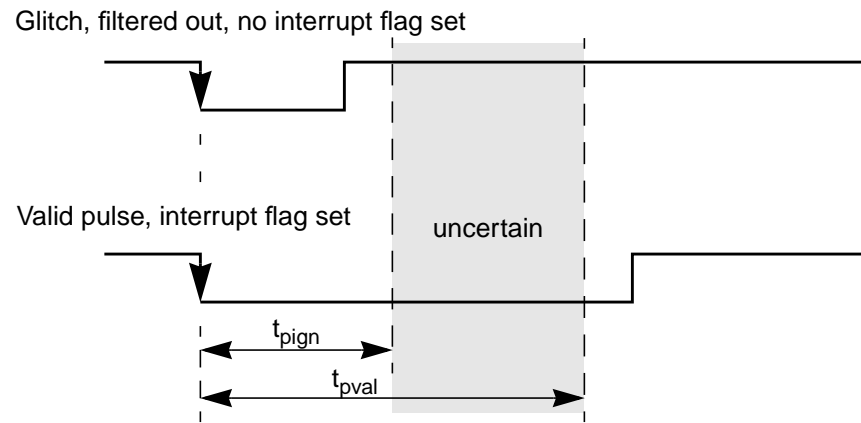 Glitch, filtered out, no interrupt flag set
Valid pulse, interrupt flag set
uncertain
tpign
tpval